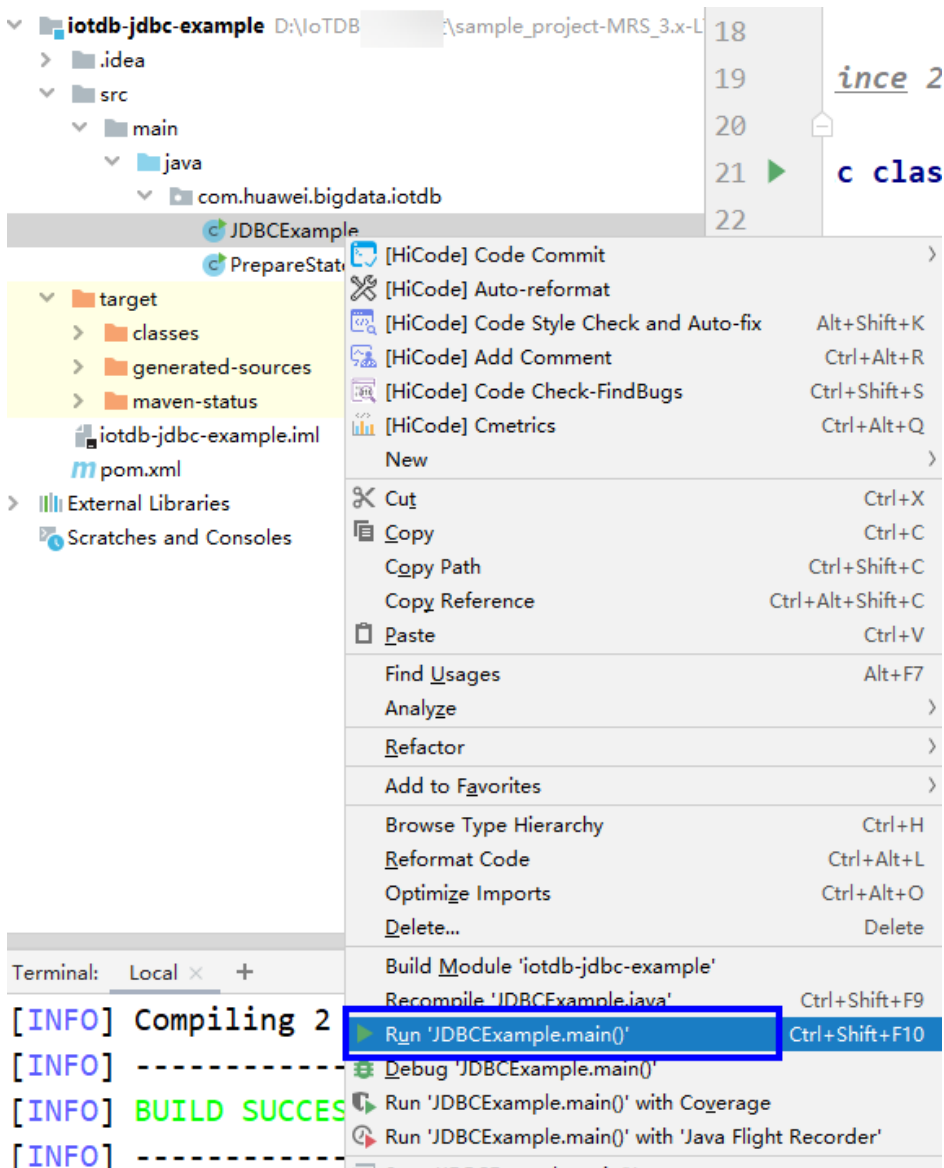 iotdb-jdbc-example D:\IoTDB \sample_project-MRS_3.x-L
.idea
src
main
java
com.huawei.bigdata.iotdb
JDBCExample
PrepareState
target
classes
generated-sources
maven-status
iotdb-jdbc-example.iml
pom.xml
External Libraries
Scratches and Consoles
18
19 ince 2
20
21 c clas
22
[HiCode] Code Commit
[HiCode] Auto-reformat
[HiCode] Code Style Check and Auto-fix Alt+Shift+K
[HiCode] Add Comment Ctrl+Alt+R
[HiCode] Code Check-FindBugs Ctrl+Shift+S
[HiCode] Cmetrics Ctrl+Alt+Q
New
Cut Ctrl+X
Copy Ctrl+C
Copy Path Ctrl+Shift+C
Copy Reference Ctrl+Alt+Shift+C
Paste Ctrl+V
Find Usages Alt+F7
Analyze
Refactor
Add to Favorites
Browse Type Hierarchy Ctrl+H
Reformat Code Ctrl+Alt+L
Optimize Imports Ctrl+Alt+O
Delete... Delete
Build Module 'iotdb-jdbc-example'
Recompile 'JDBCExample.java' Ctrl+Shift+F9
Run 'JDBCExample.main()' Ctrl+Shift+F10
Debug 'JDBCExample.main()'
Run 'JDBCExample.main()' with Coverage
Run 'JDBCExample.main()' with 'Java Flight Recorder'
Terminal: Local × +
[INFO] Compiling 2
[INFO] ------------
[INFO] BUILD SUCCES
[INFO] ------------